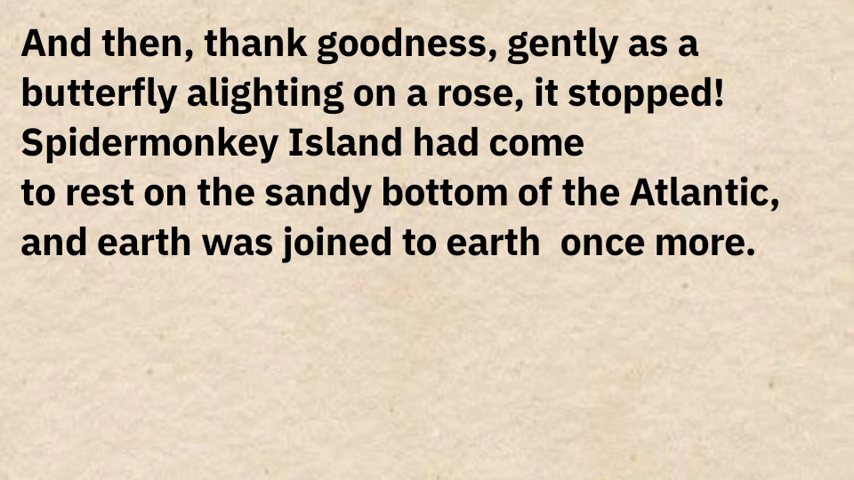 And then, thank goodness, gently as a
butterfly alighting on a rose, it stopped!
Spidermonkey Island had come
to rest on the sandy bottom of the Atlantic,
and earth was joined to earth  once more.